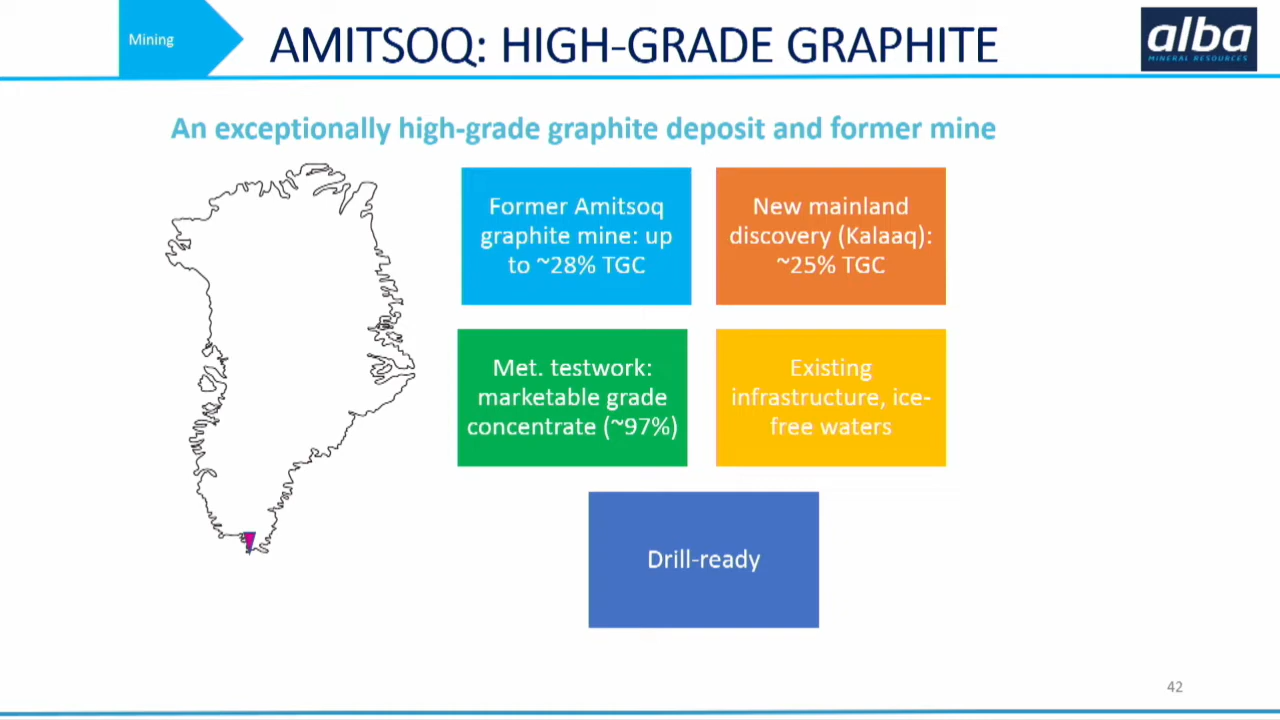 Mining
AMITSOQ: HIGH-GRADE GRAPHITE
alba
MINERAL RESOURCES
An exceptionally high-grade graphite deposit and former mine
Former Amitsoq
graphite mine: up
to ~28% TGC
New mainland
discovery (Kalaaq):
~25% TGC
Met. testwork:
marketable grade
concentrate (~97%)
Existing
infrastructure, ice-
free waters
Drill-ready
42